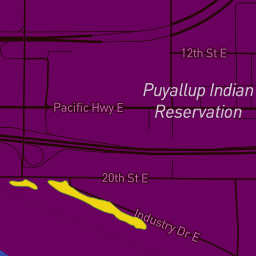 12th St E
Puyallup Indian
Reservation
Pacific Hwy E
20th St E
Industry Dr E